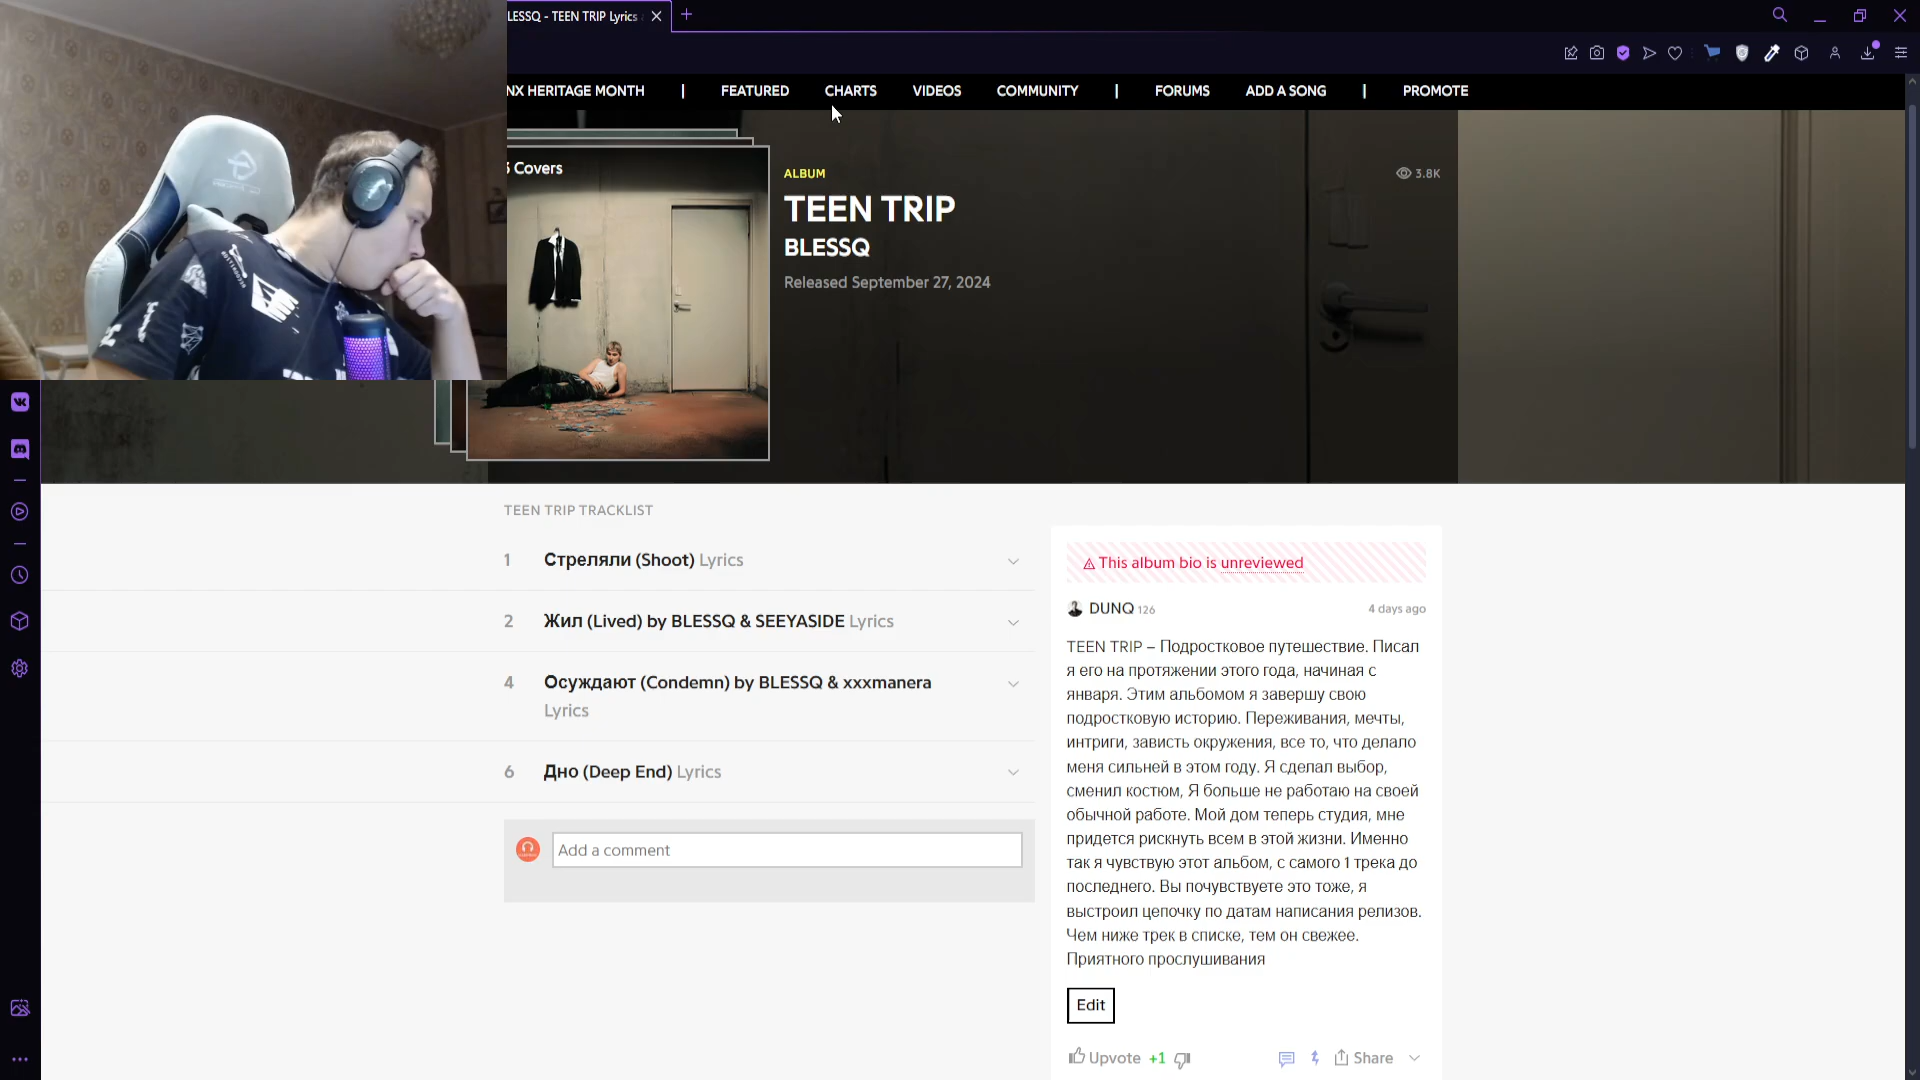 LESSQ - TEEN TRIP Lyrics
NX HERITAGE MONTH | FEATURED CHARTS VIDEOS COMMUNITY | FORUMS ADD A SONG | PROMOTE
3 Covers
ALBUM
3.8K
TEEN TRIP
BLESSQ
Released September 27, 2024
TEEN TRIP TRACKLIST
1 Стреляли (Shoot) Lyrics
2 Жил (Lived) by BLESSQ & SEEYASIDE Lyrics
4 Осуждают (Condemn) by BLESSQ & xxxmanera
Lyrics
6 Дно (Deep End) Lyrics
Add a comment
This album bio is unreviewed
DUNQ 126
4 days ago
TEEN TRIP – Подростковое путешествие. Писал
я его на протяжении этого года, начиная с
января. Этим альбомом я завершу свою
подростковую историю. Переживания, мечты,
интриги, зависть окружения, все то, что делало
меня сильней в этом году. Я сделал выбор,
сменил костюм, Я больше не работаю на своей
обычной работе. Мой дом теперь студия, мне
придется рискнуть всем в этой жизни. Именно
так я чувствую этот альбом, с самого 1 трека до
последнего. Вы почувствуете это тоже, я
выстроил цепочку по датам написания релизов.
Чем ниже трек в списке, тем он свежее.
Приятного прослушивания
Edit
Upvote +1
Share